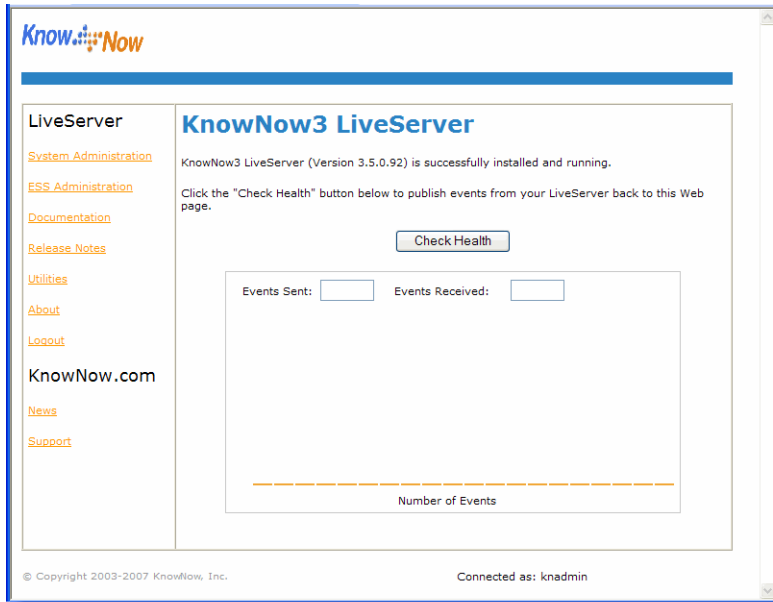 Know Now
LiveServer
System Administration
ESS Administration
Documentation
Release Notes
Utilities
About
Logout
KnowNow.com
News
Support
KnowNow3 LiveServer
KnowNow3 LiveServer (Version 3.5.0.92) is successfully installed and running.
Click the "Check Health" button below to publish events from your LiveServer back to this Web
page.
Check Health
Events Sent: Events Received:
Number of Events
© Copyright 2003-2007 KnowNow, Inc.
Connected as: knadmin